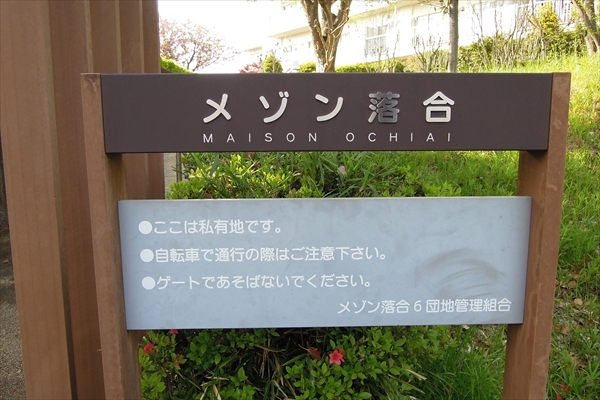 メゾン落合
MAISON OCHIAI
●ここは私有地です。
●自転車で通行の際はご注意下さい。
●ゲートであそばないでください。
メゾン落合6団地管理組合